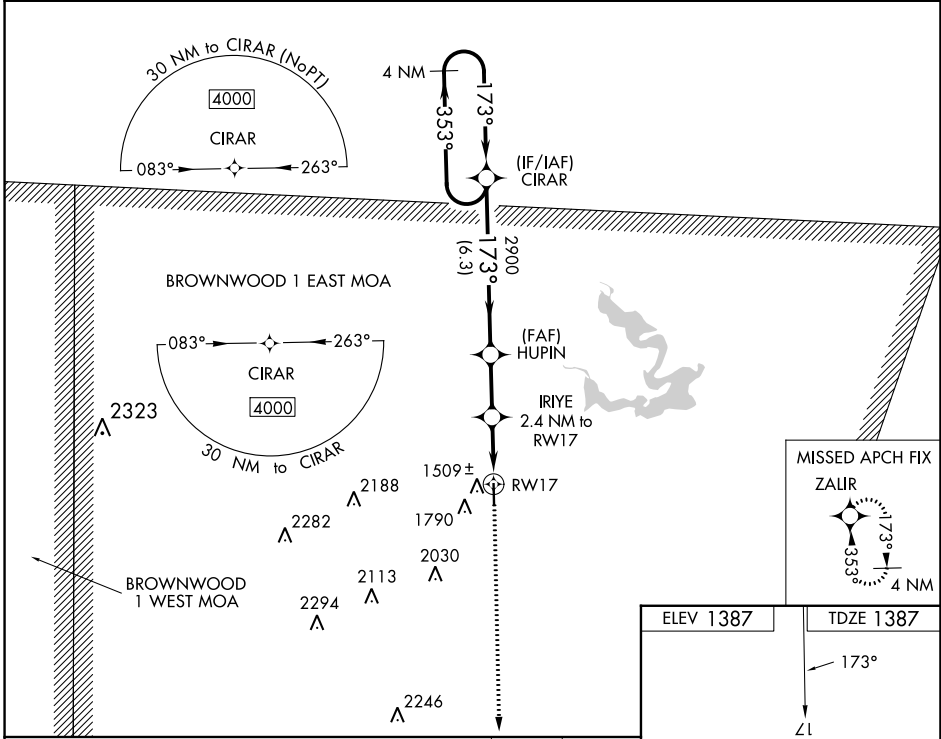 30 NM to CIRAR (NoPT)
4000
CIRAR
083°
263°
4 NM
353°
173°
(IF/IAF)
CIRAR
2900
173°
(6.3)
BROWNWOOD 1 EAST MOA
083°
263°
CIRAR
4000
30 NM to CIRAR
(FAF)
HUPIN
IRIYE
2.4 NM to
RW17
2323
1509±
RW17
2188
1790
2282
2030
2113
2294
2246
BROWNWOOD
1 WEST MOA
MISSED APCH FIX
ZALIR
173°
353°
4 NM
ELEV 1387
TDZE 1387
173°
17